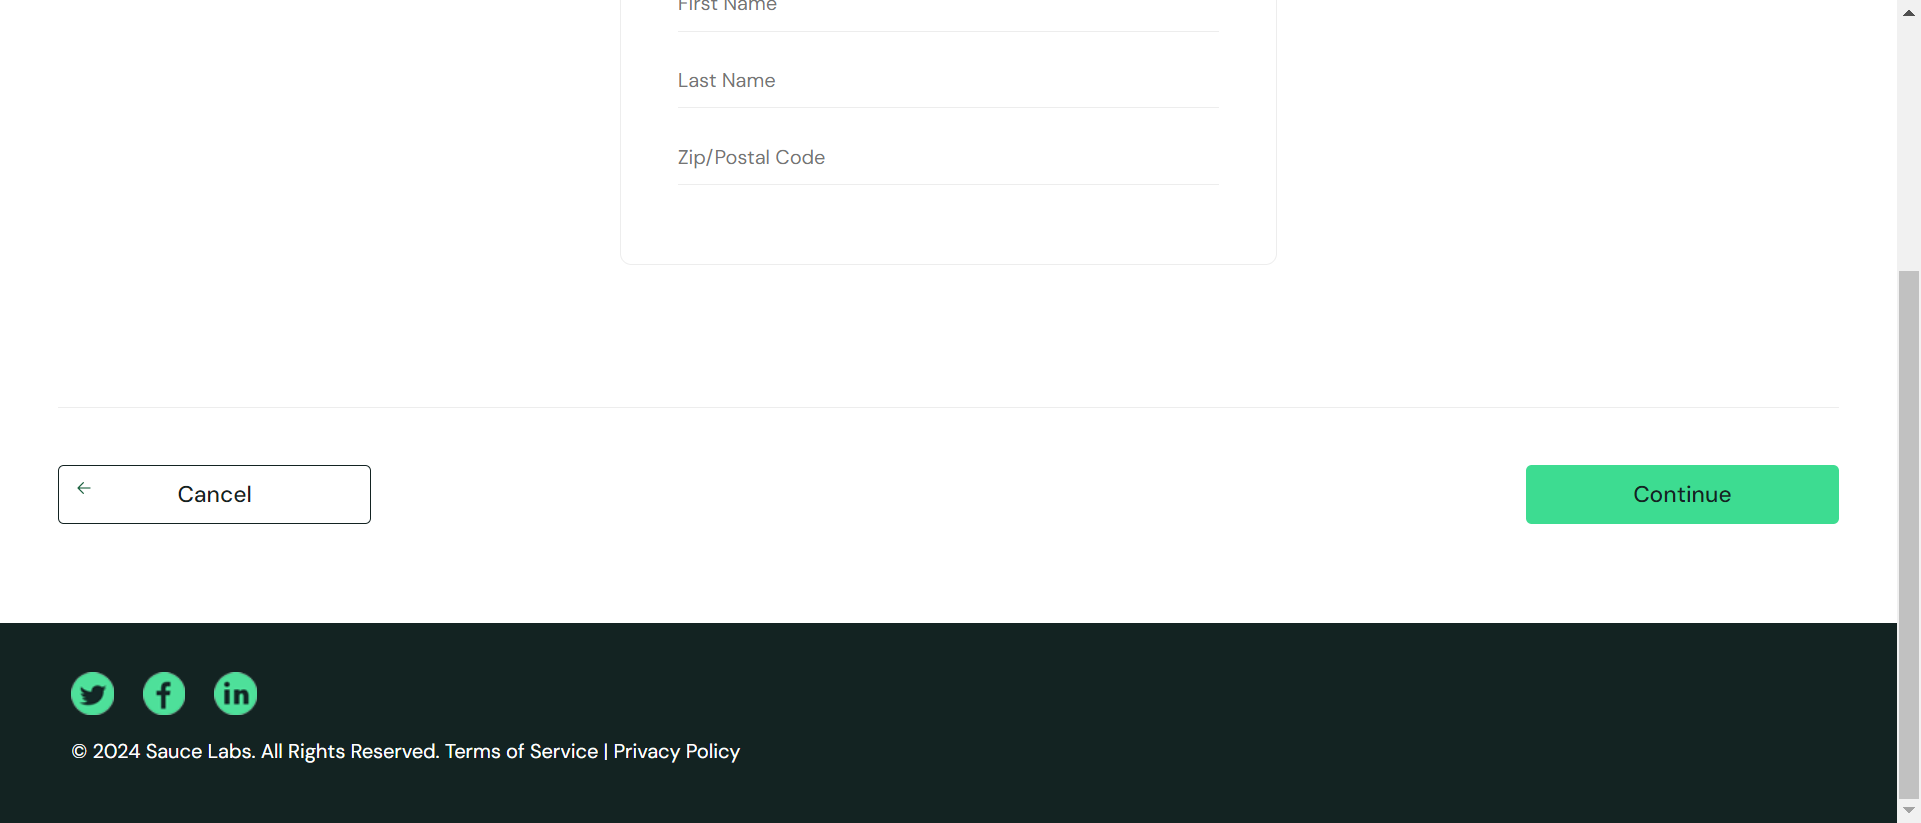 First Name
Last Name
Zip/Postal Code
Cancel
Continue
© 2024 Sauce Labs. All Rights Reserved. Terms of Service | Privacy Policy